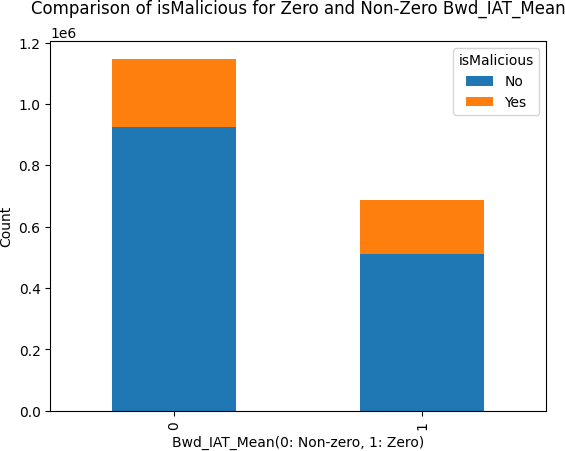 Comparison of isMalicious for Zero and Non-Zero Bwd_IAT_Mean
1e6
isMalicious
No
Yes
1.2
1.0
0.8
0.6
0.4
0.2
0.0
Count
0
1
Bwd_IAT_Mean(0: Non-zero, 1: Zero)